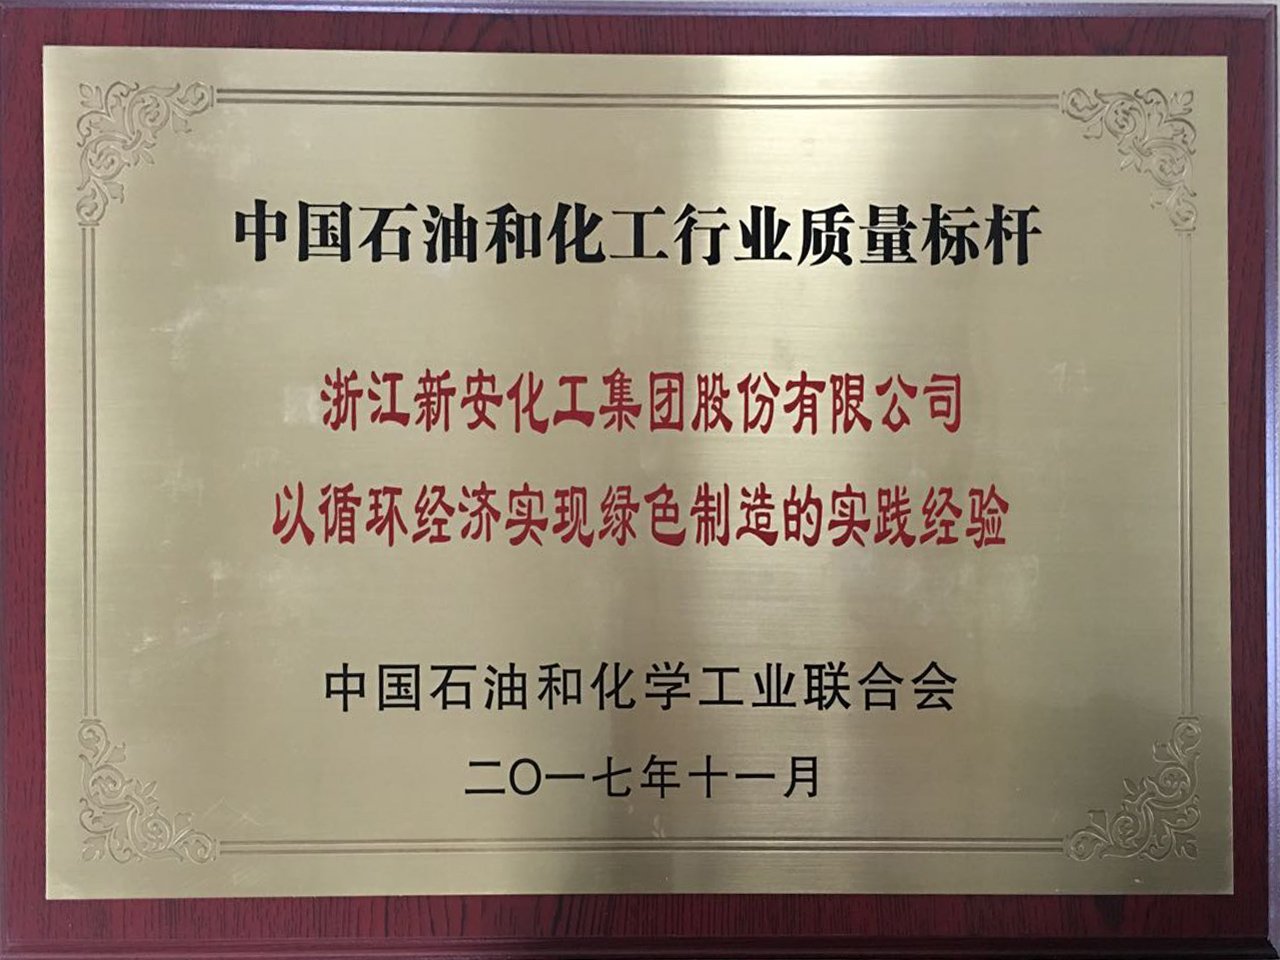 中国石油和化工行业质量标杆
浙江新安化工集团股份有限公司
以循环经济实现绿色制造的实践经验
中国石油和化学工业联合会
二〇一七年十一月